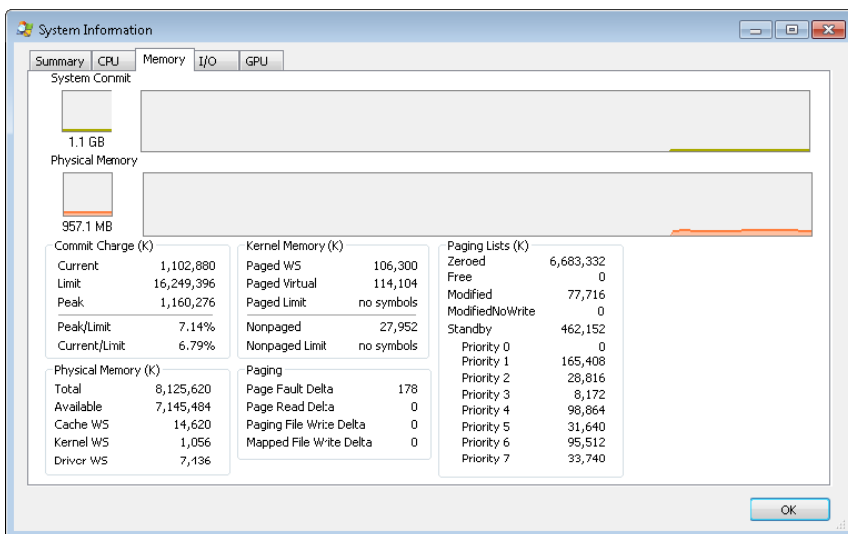 System Information
Summary CPU Memory I/O GPU
System Commit
1.1 GB
Physical Memory
957.1 MB
Commit Charge (K)
Current 1,102,880
Limit 16,249,396
Peak 1,160,276
Peak/Limit 7.14%
Current/Limit 6.79%
Physical Memory (K)
Total 8,125,620
Available 7,145,484
Cache WS 14,620
Kernel WS 1,056
Driver WS 7,436
Kernel Memory (K)
Paged WS 106,300
Paged Virtual 114,104
Paged Limit no symbols
Nonpaged 27,952
Nonpaged Limit no symbols
Paging
Page Fault Delta 178
Page Read Delta 0
Paging File Write Delta 0
Mapped File Write Delta 0
Paging Lists (K)
Zeroed 6,683,332
Free 0
Modified 77,716
ModifiedNoWrite 0
Standby 462,152
Priority 0 0
Priority 1 165,408
Priority 2 28,816
Priority 3 8,172
Priority 4 98,864
Priority 5 31,640
Priority 6 95,512
Priority 7 33,740
OK